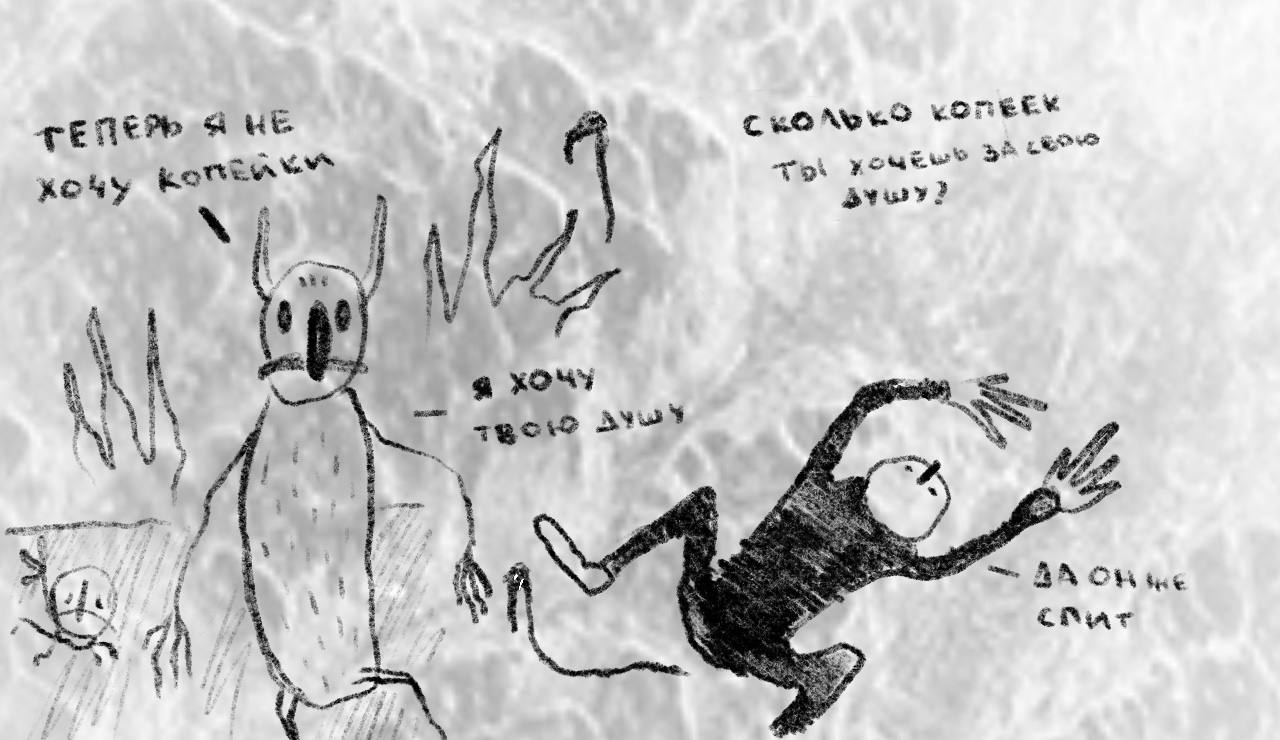 ТЕПЕРЬ Я НЕ
ХОЧУ КОПЕЙКИ
СКОЛЬКО КОПЕЕК
ТЫ ХОЧЕШЬ ЗА СВОЮ
ДУШУ?
Я ХОЧУ
ТВОЮ ДУШУ
ДА ОН ЖЕ
СПИТ